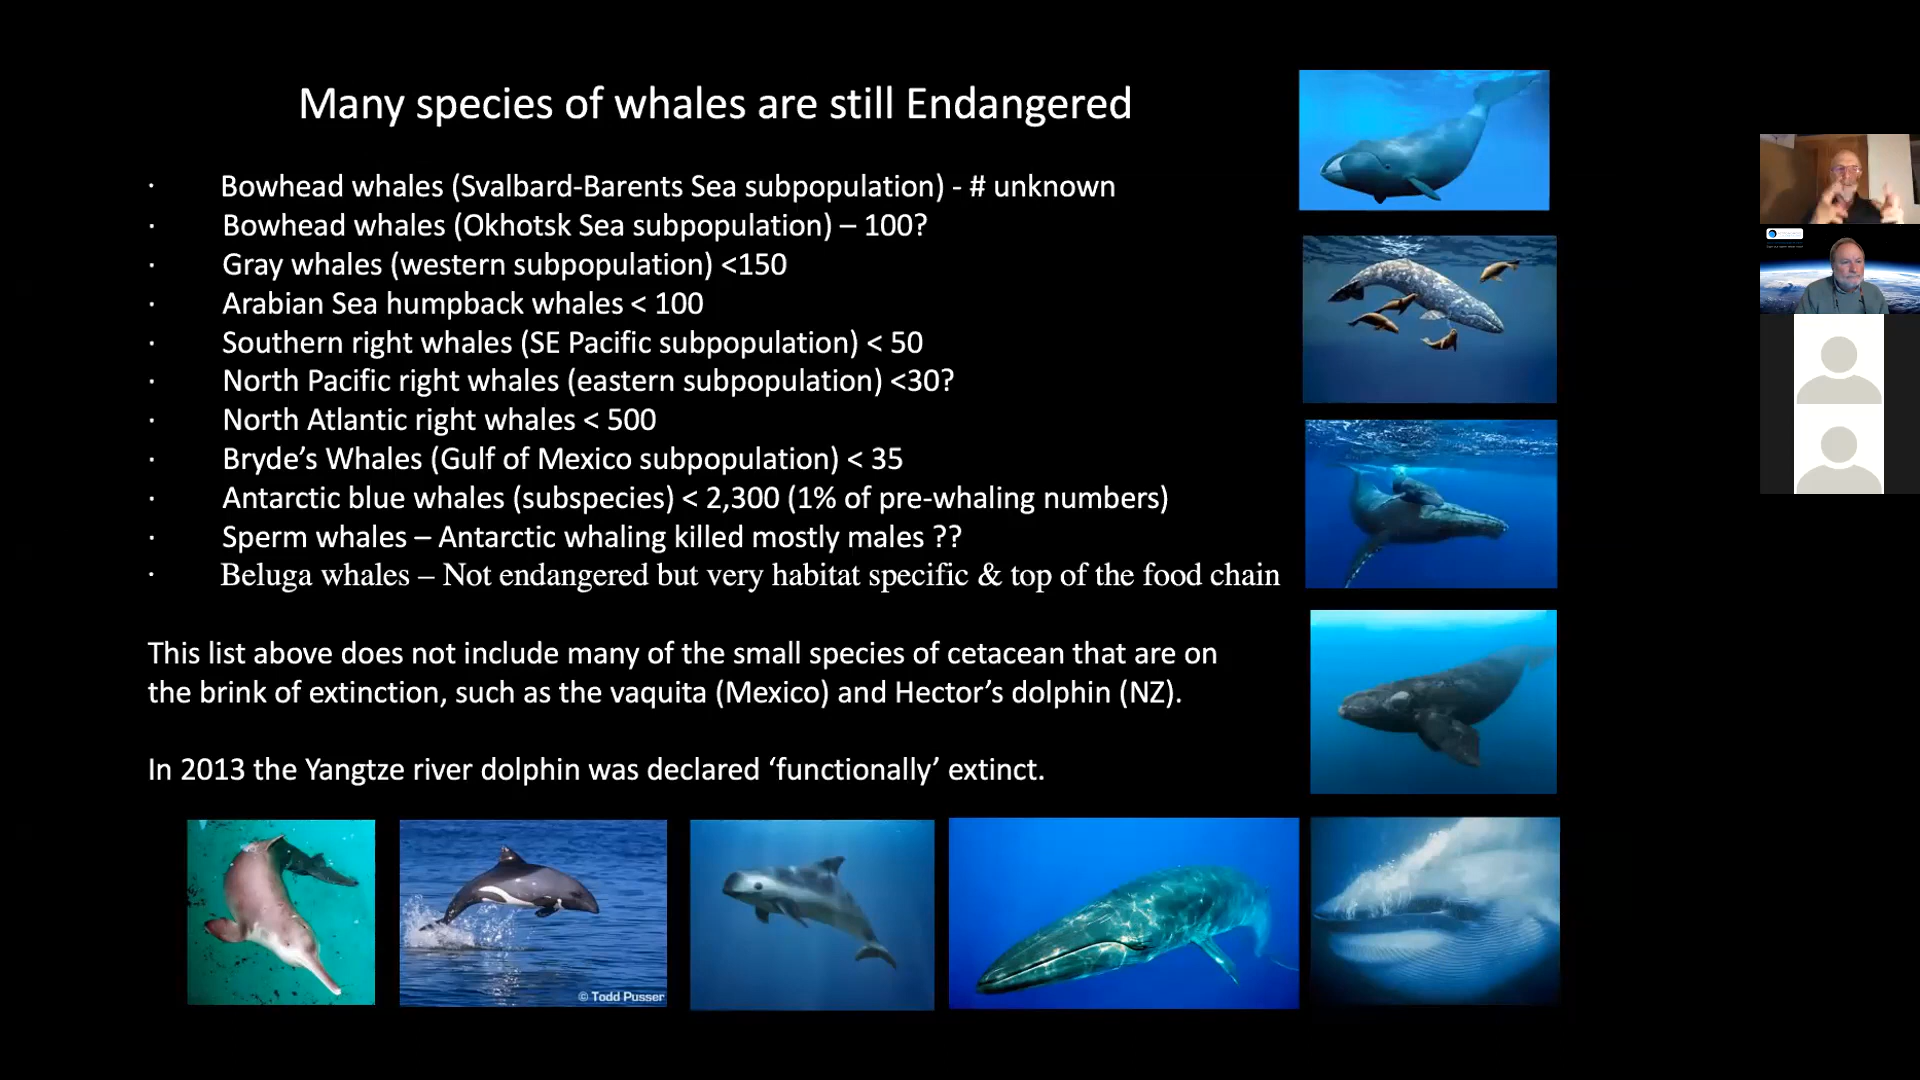 Many species of whales are still Endangered
· Bowhead whales (Svalbard-Barents Sea subpopulation) - # unknown
· Bowhead whales (Okhotsk Sea subpopulation) – 100?
· Gray whales (western subpopulation) <150
· Arabian Sea humpback whales < 100
· Southern right whales (SE Pacific subpopulation) < 50
· North Pacific right whales (eastern subpopulation) <30?
· North Atlantic right whales < 500
· Bryde’s Whales (Gulf of Mexico subpopulation) < 35
· Antarctic blue whales (subspecies) < 2,300 (1% of pre-whaling numbers)
· Sperm whales – Antarctic whaling killed mostly males ??
· Beluga whales – Not endangered but very habitat specific & top of the food chain
This list above does not include many of the small species of cetacean that are on
the brink of extinction, such as the vaquita (Mexico) and Hector’s dolphin (NZ).
In 2013 the Yangtze river dolphin was declared ‘functionally’ extinct.
© Todd Pusser